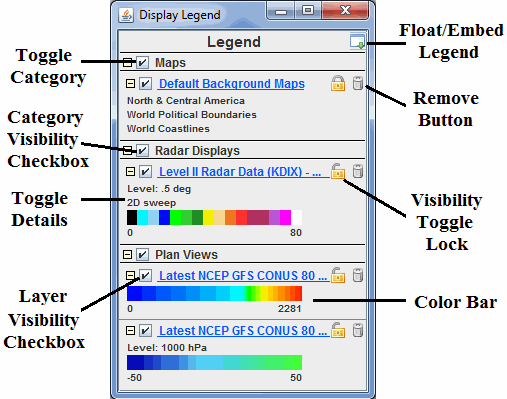 Display Legend
Legend
Float/Embed
Legend
Toggle
Category
Maps
Default Background Maps
North & Central America
World Political Boundaries
World Coastlines
Remove
Button
Category
Visibility
Checkbox
Radar Displays
Level II Radar Data (KDIX) - ...
Level: .5 deg
2D sweep
0 80
Toggle
Details
Visibility
Toggle
Lock
Plan Views
Latest NCEP GFS CONUS 80 ...
0 2281
Layer
Visibility
Checkbox
Color Bar
Latest NCEP GFS CONUS 80 ...
Level: 1000 hPa
-50 50